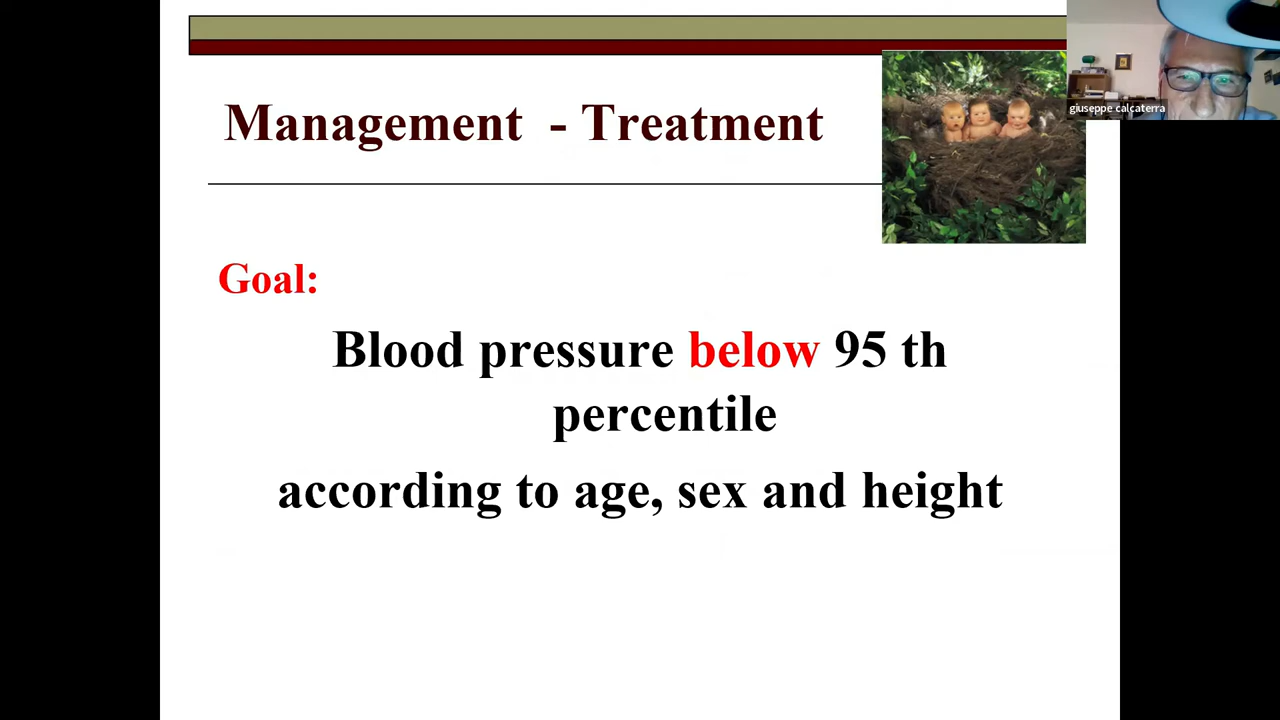 giuseppe calcaterra
Management - Treatment
Goal:
Blood pressure below 95 th
percentile
according to age, sex and height